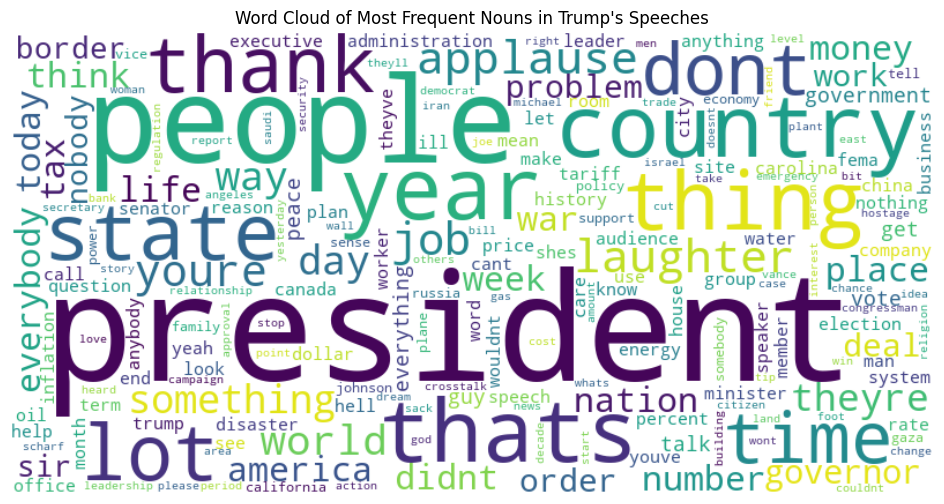 Word Cloud of Most Frequent Nouns in Trump's Speeches
border vice thank executive administration right leader men anything level money
think woman they'll applause dont problem work tell
today tax nobody people security theyve democrat iran michael room trade city economy doesnt friend government
regulation report saudi ill joe mean let country plant east fema business
life way year make israel site take carolina emergency bit china
secretary bank angeles reason peace tariff policy cut thing person nothing hostage
senator yesterday plan wall sense bill history war support audience water get
everybody state power youre day job price shes laughter company
call story others worker cant week use group vance case interest chance place idea
question relationship canada russia gas care amount know house vote congressman
inflation love anybody president everything plane word wouldnt energy somebody speaker member election religion
family approval stop point dollar cost win deal
yeah look whats tip man system
end campaign johnson dream crosstalk guy speech nation minister citizen theyre
oil term heard something hell sack news percent land foot rate
help month trump disaster god thats decade start talk building wont time gaza
scharf lot see area world didnt youve change
sir america order number governor
office leadership please period california action couldnt